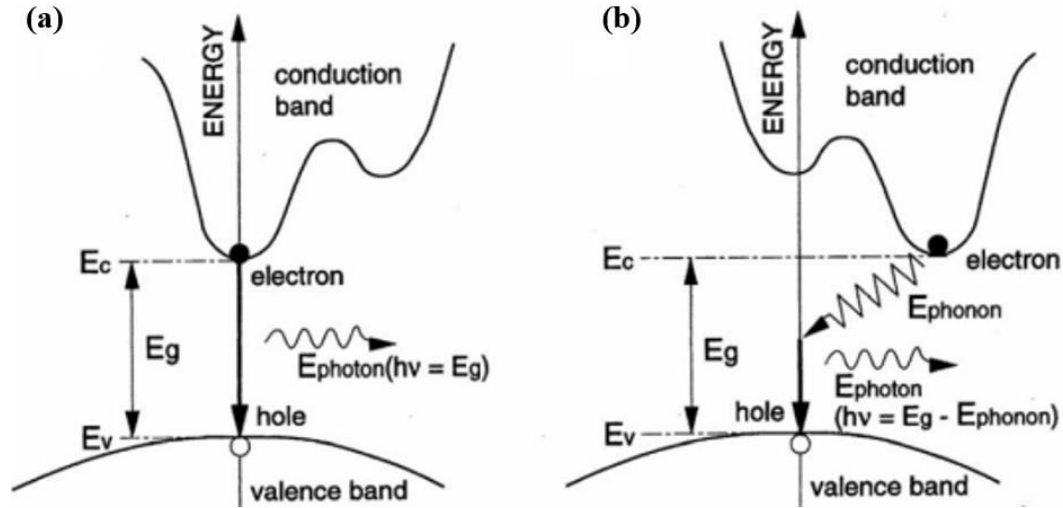 (a)
ENERGY
conduction
band
Ec
electron
Eg
Ephoton(hν = Eg)
hole
Ev
valence band
(b)
ENERGY
conduction
band
Ec
electron
Ephonon
Eg
Ephoton
(hν = Eg - Ephonon)
hole
Ev
valence band